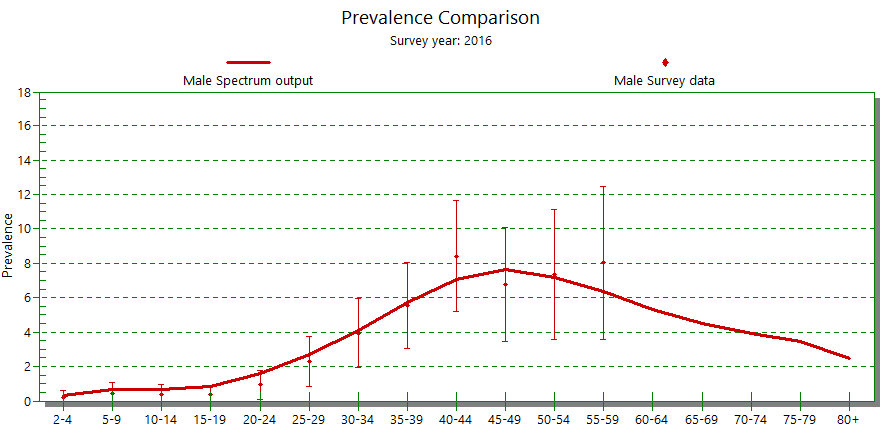 Prevalence Comparison
Survey year: 2016
Male Spectrum output Male Survey data
Prevalence
18
16
14
12
10
8
6
4
2
0
2-4 5-9 10-14 15-19 20-24 25-29 30-34 35-39 40-44 45-49 50-54 55-59 60-64 65-69 70-74 75-79 80+